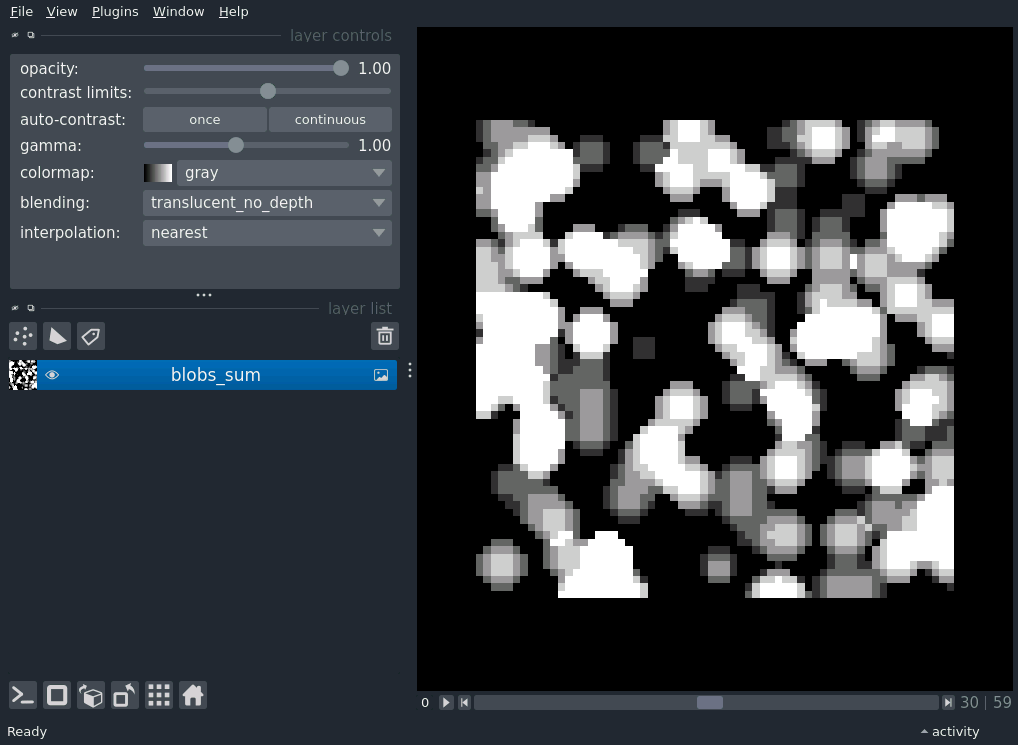 File View Plugins Window Help
layer controls
opacity: 1.00
contrast limits:
auto-contrast: once continuous
gamma: 1.00
colormap: gray
blending: translucent_no_depth
interpolation: nearest
layer list
blobs_sum
0 30 59
Ready activity